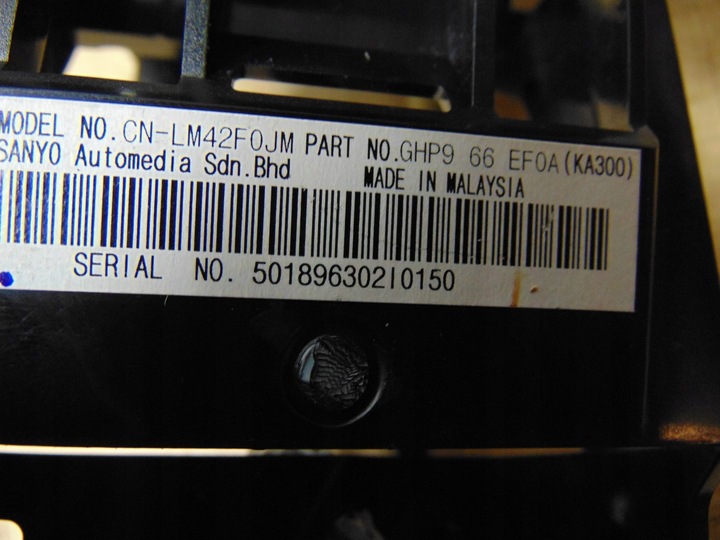 MODEL NO.CN-LM42F0JM PART NO.GHP9 66 EF0A(KA300)
SANYO Automedia Sdn.Bhd MADE IN MALAYSIA
SERIAL NO. 50189630210150